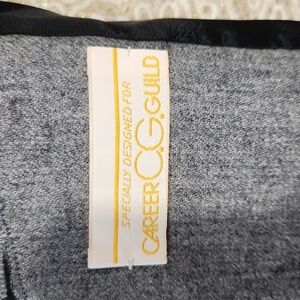 SPECIALLY DESIGNED FOR
CAREER C.G. GUILD